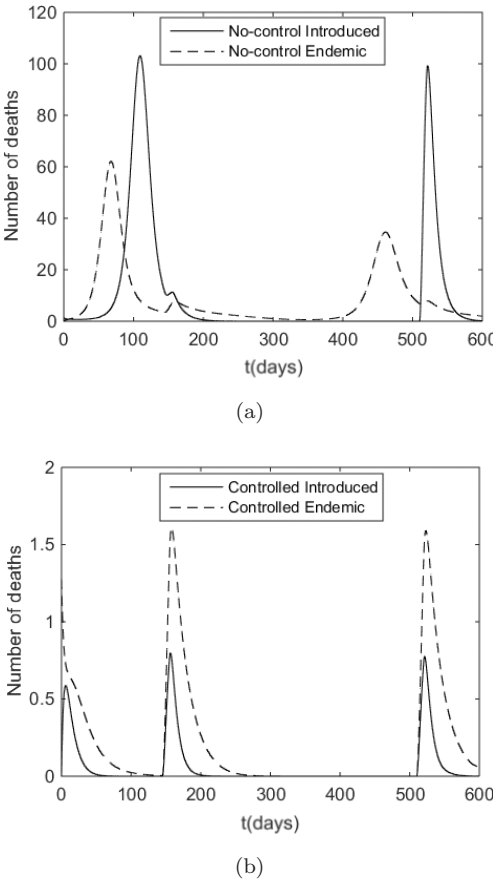 120
100
80
60
40
20
0
Number of deaths
No-control Introduced
No-control Endemic
0 100 200 300 400 500 600
t(days)
(a)
2
1.5
1
0.5
0
Number of deaths
Controlled Introduced
Controlled Endemic
0 100 200 300 400 500 600
t(days)
(b)